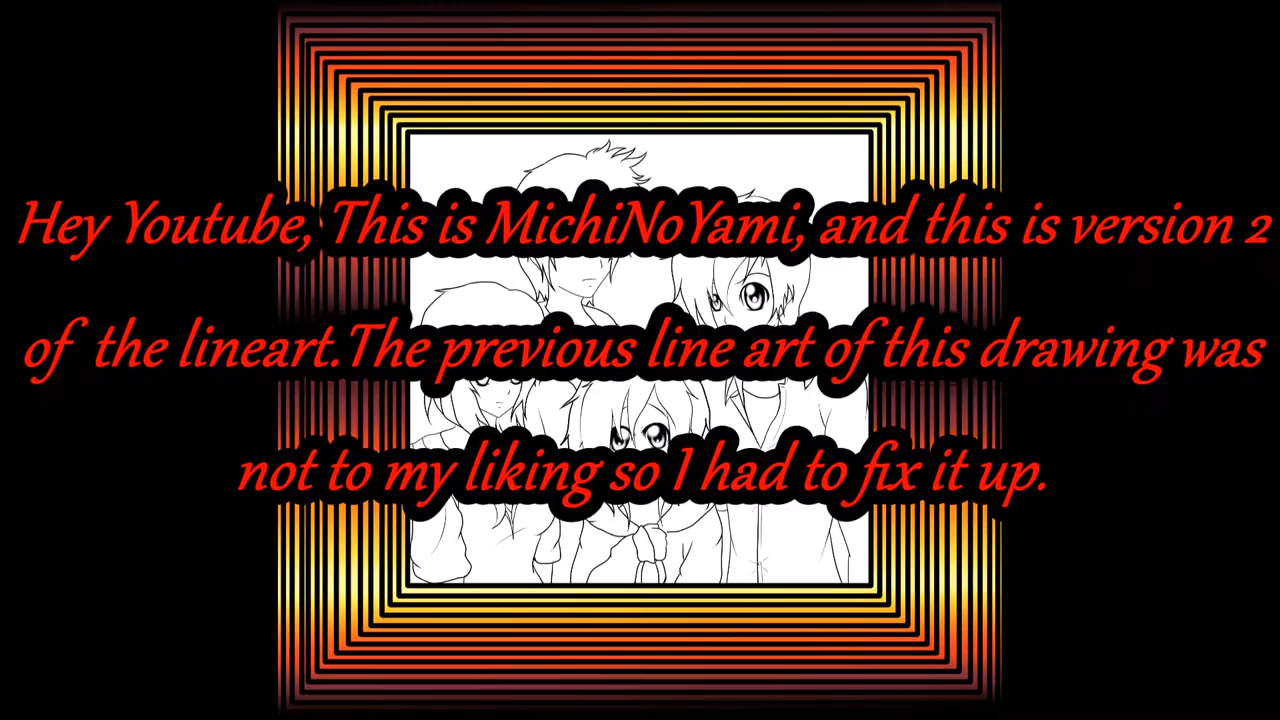 Hey Youtube, This is MichiNoYami, and this is version 2
of the lineart.The previous line art of this drawing was
not to my liking so I had to fix it up.